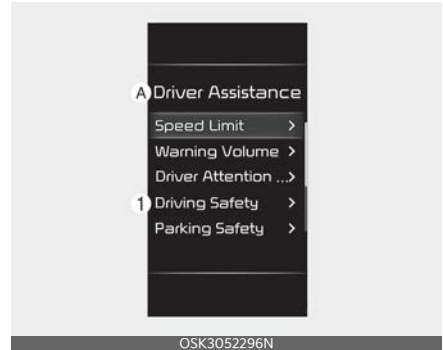 A Driver Assistance
Speed Limit >
Warning Volume >
Driver Attention ...>
1 Driving Safety >
Parking Safety >
OSK3052296N